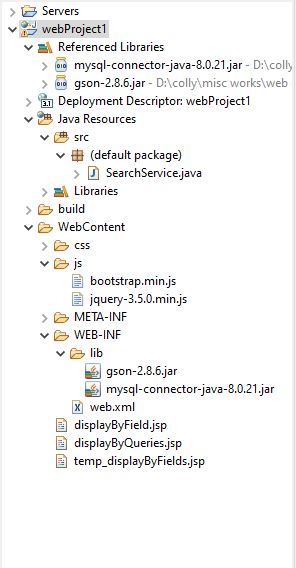 Servers
webProject1
Referenced Libraries
mysql-connector-java-8.0.21.jar - D:\colly
gson-2.8.6.jar - D:\colly\misc works\web
Deployment Descriptor: webProject1
Java Resources
src
(default package)
SearchService.java
Libraries
build
WebContent
css
js
bootstrap.min.js
jquery-3.5.0.min.js
META-INF
WEB-INF
lib
gson-2.8.6.jar
mysql-connector-java-8.0.21.jar
web.xml
displayByField.jsp
displayByQueries.jsp
temp_displayByFields.jsp